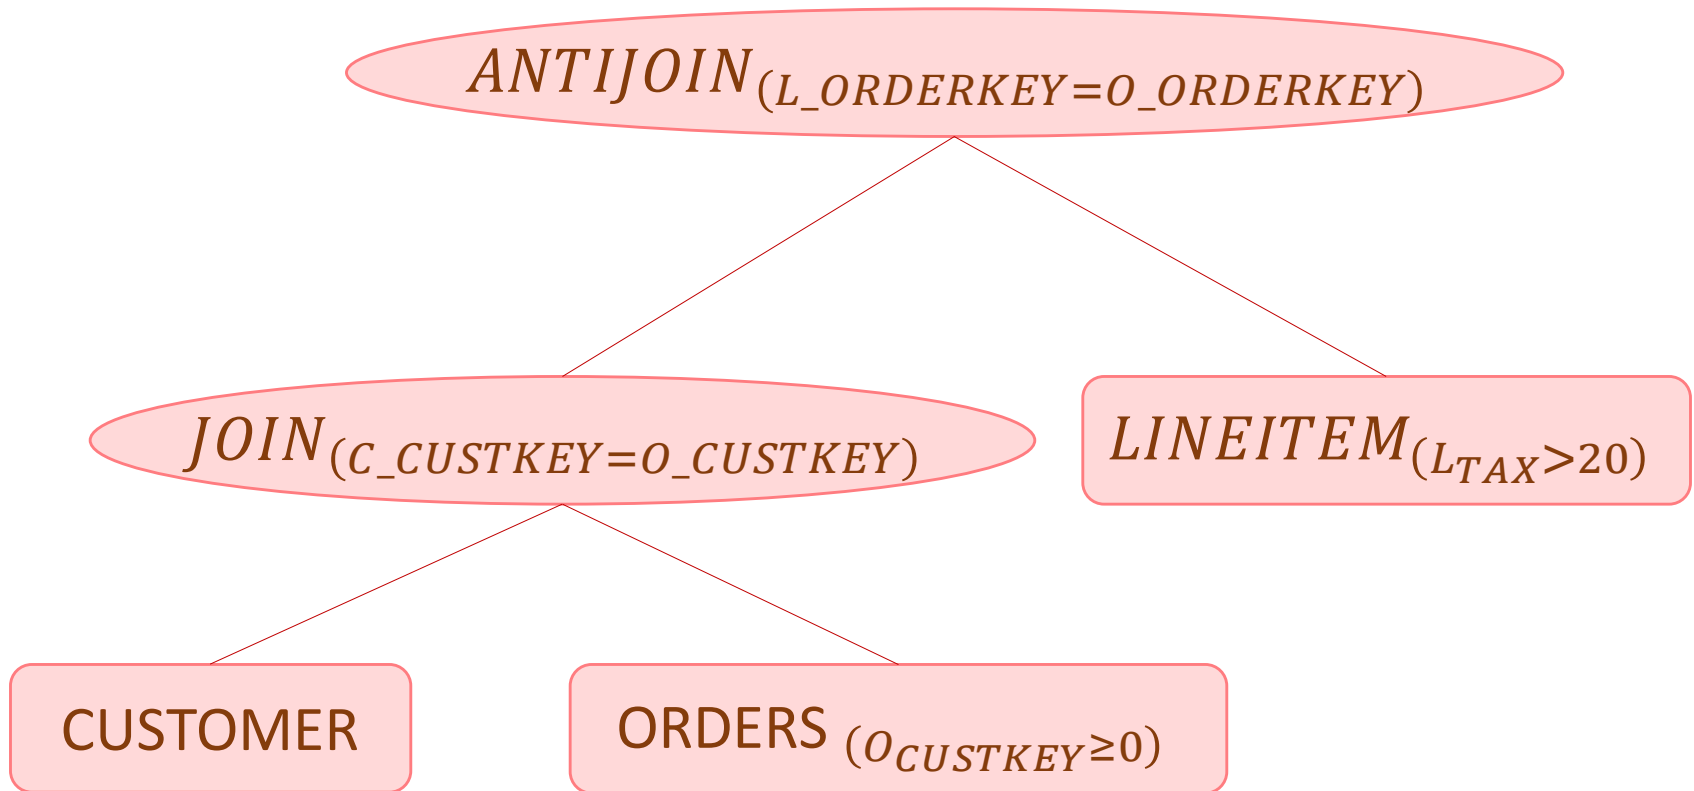 ANTIJOIN(L_ORDERKEY=O_ORDERKEY)
JOIN(C_CUSTKEY=O_CUSTKEY)
LINEITEM(LTAX>20)
CUSTOMER
ORDERS (OCUSTKEY≥0)